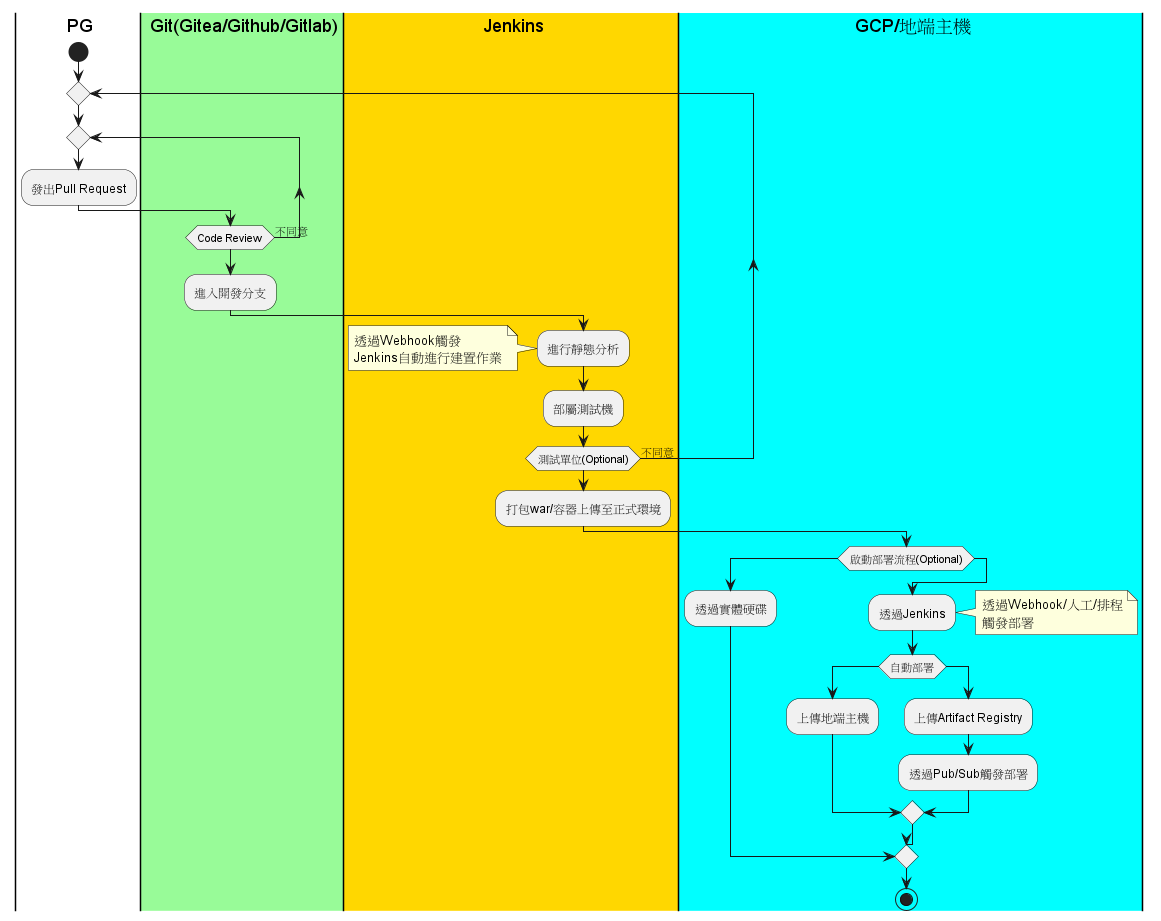 PG
Git(Gitea/Github/Gitlab)
Jenkins
GCP/地端主機
發出Pull Request
Code Review
不同意
進入開發分支
透過Webhook觸發
Jenkins自動進行建置作業
進行靜態分析
部屬測試機
測試單位(Optional)
不同意
打包war/容器上傳至正式環境
啟動部署流程(Optional)
透過實體硬碟
透過Jenkins
透過Webhook/人工/排程
觸發部署
自動部署
上傳地端主機
上傳Artifact Registry
透過Pub/Sub觸發部署